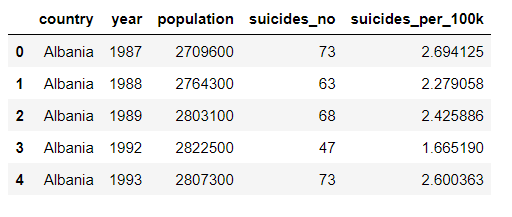 country year population suicides_no suicides_per_100k
0 Albania 1987 2709600 73 2.694125
1 Albania 1988 2764300 63 2.279058
2 Albania 1989 2803100 68 2.425886
3 Albania 1992 2822500 47 1.665190
4 Albania 1993 2807300 73 2.600363